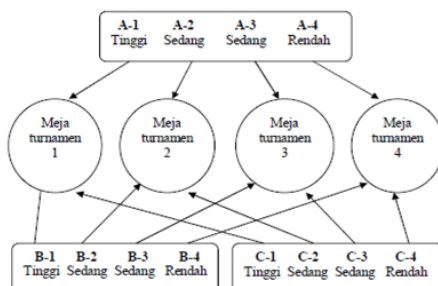 A-1 A-2 A-3 A-4
Tinggi Sedang Sedang Rendah
Meja turnamen 1
Meja turnamen 2
Meja turnamen 3
Meja turnamen 4
B-1 B-2 B-3 B-4
Tinggi Sedang Sedang Rendah
C-1 C-2 C-3 C-4
Tinggi Sedang Sedang Rendah